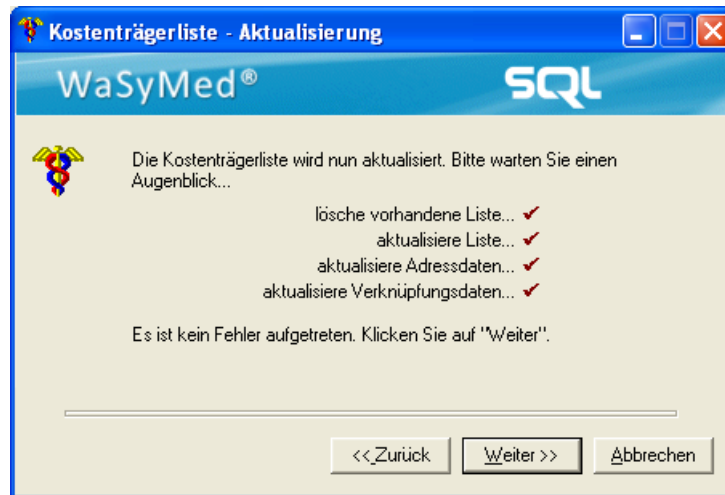 Kostenträgerliste - Aktualisierung
WaSyMed® SQL
Die Kostenträgerliste wird nun aktualisiert. Bitte warten Sie einen
Augenblick...
lösche vorhandene Liste... ✓
aktualisiere Liste... ✓
aktualisiere Adressdaten... ✓
aktualisiere Verknüpfungsdaten... ✓
Es ist kein Fehler aufgetreten. Klicken Sie auf "Weiter".
<< Zurück Weiter >> Abbrechen